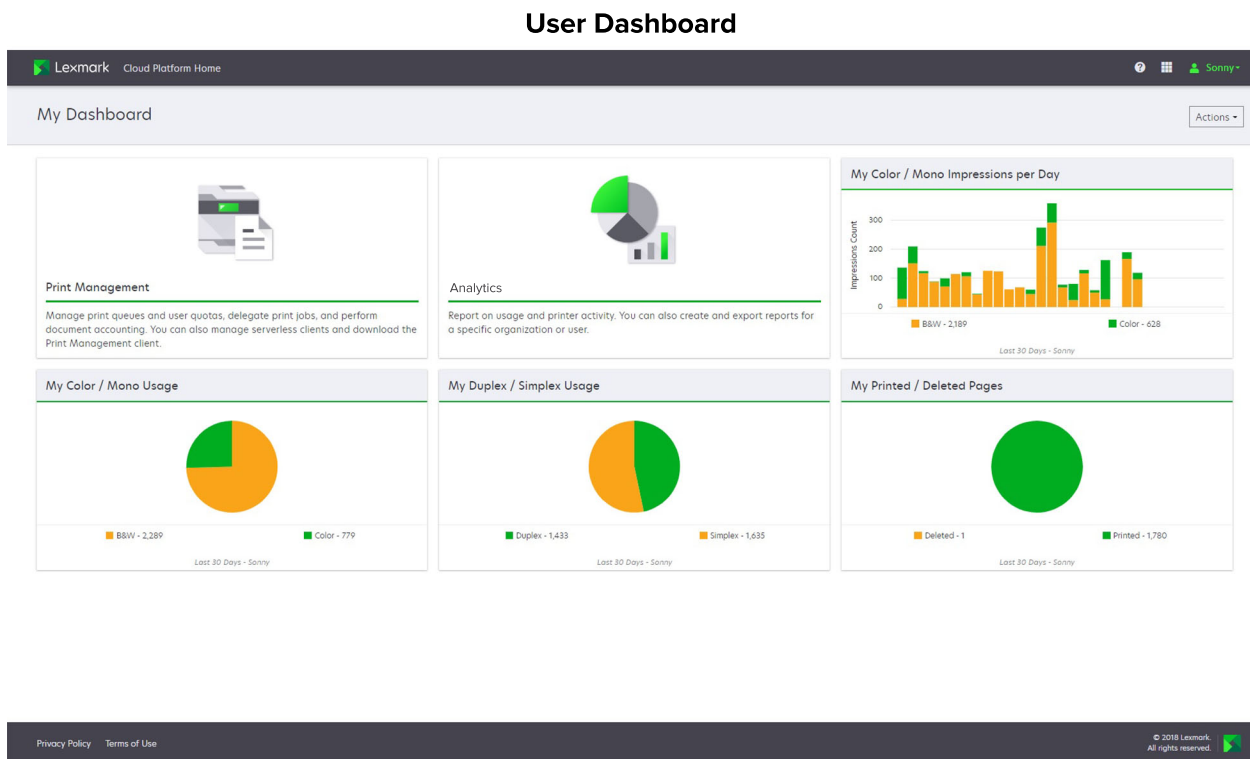 User Dashboard
Lexmark Cloud Platform Home
Sonny
My Dashboard
Actions
Print Management
Manage print queues and user quotas, delegate print jobs, and perform
document accounting. You can also manage serverless clients and download the
Print Management client.
Analytics
Report on usage and printer activity. You can also create and export reports for
a specific organization or user.
My Color / Mono Impressions per Day
Impressions Count
300
200
100
0
B&W - 2,189
Color - 628
Last 30 Days - Sonny
My Color / Mono Usage
B&W - 2,289
Color - 779
Last 30 Days - Sonny
My Duplex / Simplex Usage
Duplex - 1,433
Simplex - 1,635
Last 30 Days - Sonny
My Printed / Deleted Pages
Deleted - 1
Printed - 1,780
Last 30 Days - Sonny
Privacy Policy
Terms of Use
© 2018 Lexmark.
All rights reserved.